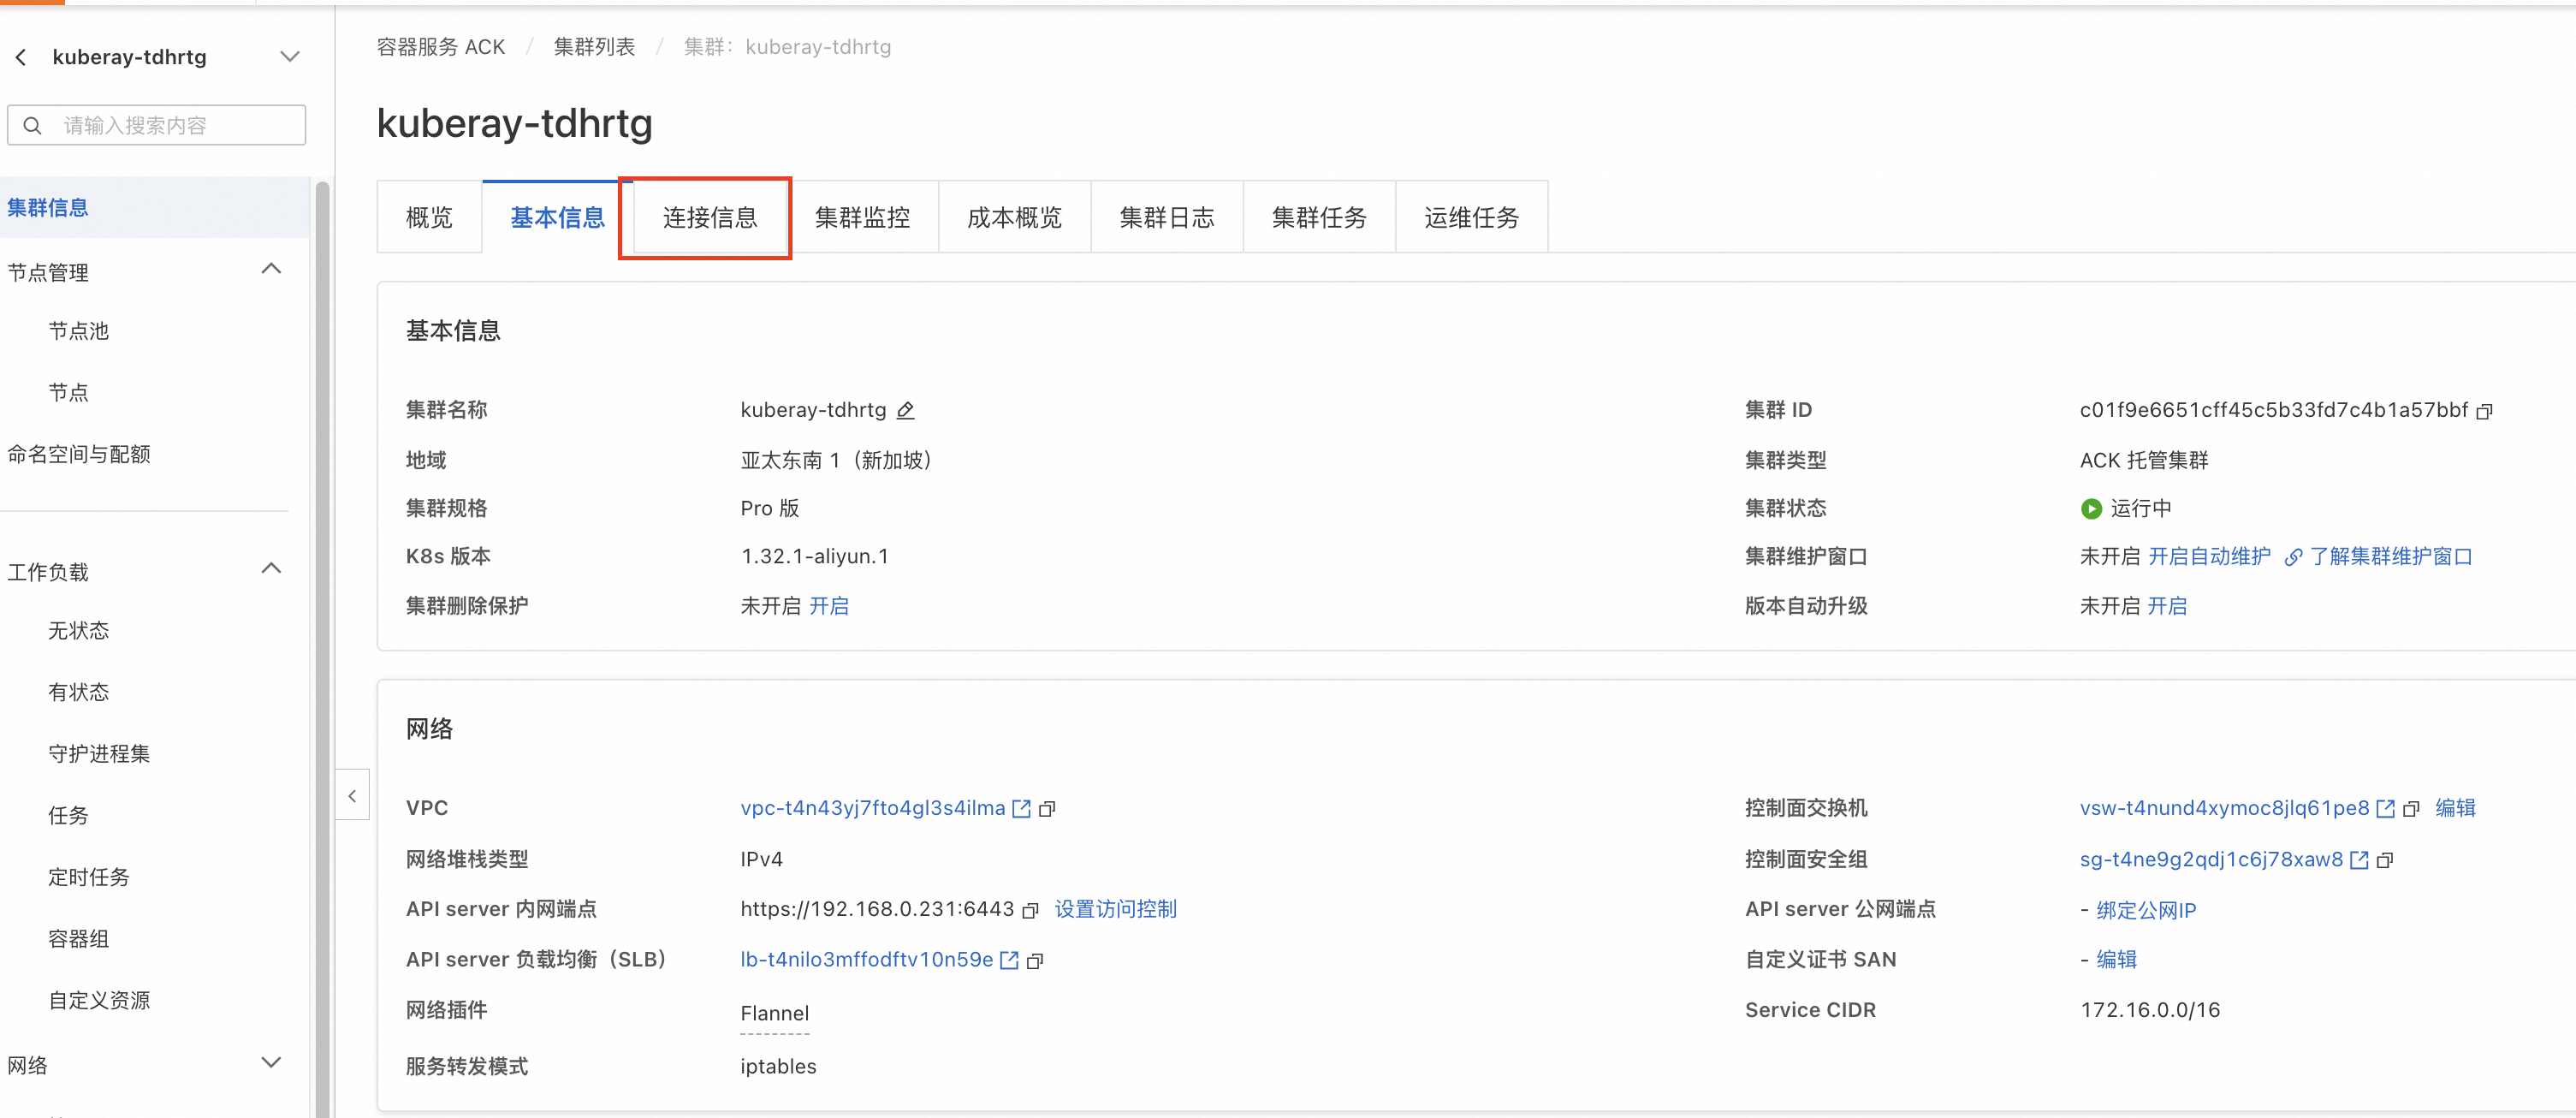 kuberay-tdhrtg
请输入搜索内容
集群信息
节点管理
节点池
节点
命名空间与配额
工作负载
无状态
有状态
守护进程集
任务
定时任务
容器组
自定义资源
网络
容器服务 ACK / 集群列表 / 集群：kuberay-tdhrtg
kuberay-tdhrtg
概览 基本信息 连接信息 集群监控 成本概览 集群日志 集群任务 运维任务
基本信息
集群名称 kuberay-tdhrtg 集群 ID c01f9e6651cff45c5b33fd7c4b1a57bbf
地域 亚太东南 1（新加坡） 集群类型 ACK 托管集群
集群规格 Pro 版 集群状态 运行中
K8s 版本 1.32.1-aliyun.1 集群维护窗口 未开启 开启自动维护 了解集群维护窗口
集群删除保护 未开启 开启 版本自动升级 未开启 开启
网络
VPC vpc-t4n43yj7fto4gl3s4ilma 控制面交换机 vsw-t4nund4xymoc8jlq61pe8 编辑
网络堆栈类型 IPv4 控制面安全组 sg-t4ne9g2qdj1c6j78xaw8
API server 内网端点 https://192.168.0.231:6443 设置访问控制 API server 公网端点 - 绑定公网IP
API server 负载均衡（SLB） lb-t4nilo3mffodftv10n59e 自定义证书 SAN - 编辑
网络插件 Flannel Service CIDR 172.16.0.0/16
服务转发模式 iptables